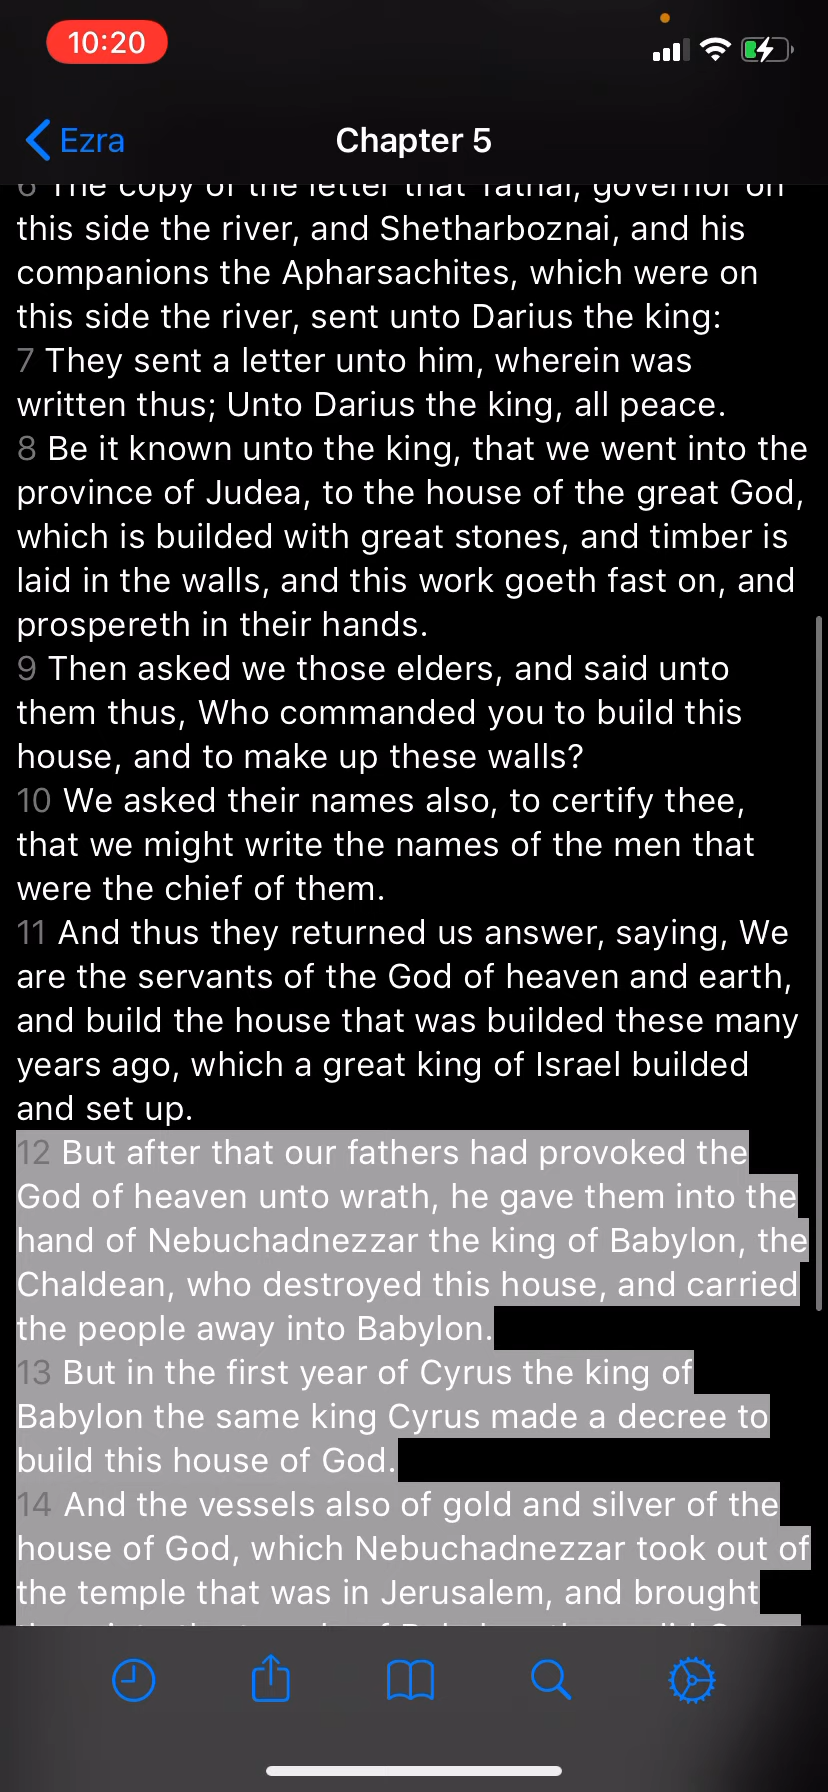 10:20
Ezra
Chapter 5
6 The copy of the letter that Tatnai, governor on
this side the river, and Shetharboznai, and his
companions the Apharsachites, which were on
this side the river, sent unto Darius the king:
7 They sent a letter unto him, wherein was
written thus; Unto Darius the king, all peace.
8 Be it known unto the king, that we went into the
province of Judea, to the house of the great God,
which is builded with great stones, and timber is
laid in the walls, and this work goeth fast on, and
prospereth in their hands.
9 Then asked we those elders, and said unto
them thus, Who commanded you to build this
house, and to make up these walls?
10 We asked their names also, to certify thee,
that we might write the names of the men that
were the chief of them.
11 And thus they returned us answer, saying, We
are the servants of the God of heaven and earth,
and build the house that was builded these many
years ago, which a great king of Israel builded
and set up.
12 But after that our fathers had provoked the
God of heaven unto wrath, he gave them into the
hand of Nebuchadnezzar the king of Babylon, the
Chaldean, who destroyed this house, and carried
the people away into Babylon.
13 But in the first year of Cyrus the king of
Babylon the same king Cyrus made a decree to
build this house of God.
14 And the vessels also of gold and silver of the
house of God, which Nebuchadnezzar took out of
the temple that was in Jerusalem, and brought